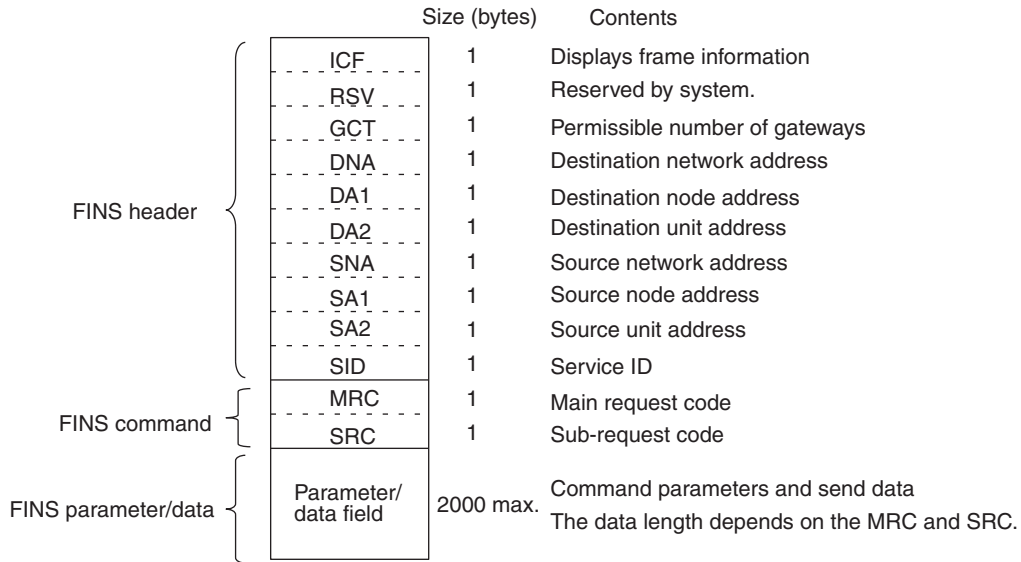 Size (bytes) Contents
ICF 1 Displays frame information
RSV 1 Reserved by system.
GCT 1 Permissible number of gateways
DNA 1 Destination network address
DA1 1 Destination node address
FINS header
DA2 1 Destination unit address
SNA 1 Source network address
SA1 1 Source node address
SA2 1 Source unit address
SID 1 Service ID
MRC 1 Main request code
FINS command
SRC 1 Sub-request code
FINS parameter/data
Parameter/
data field
2000 max.
Command parameters and send data
The data length depends on the MRC and SRC.